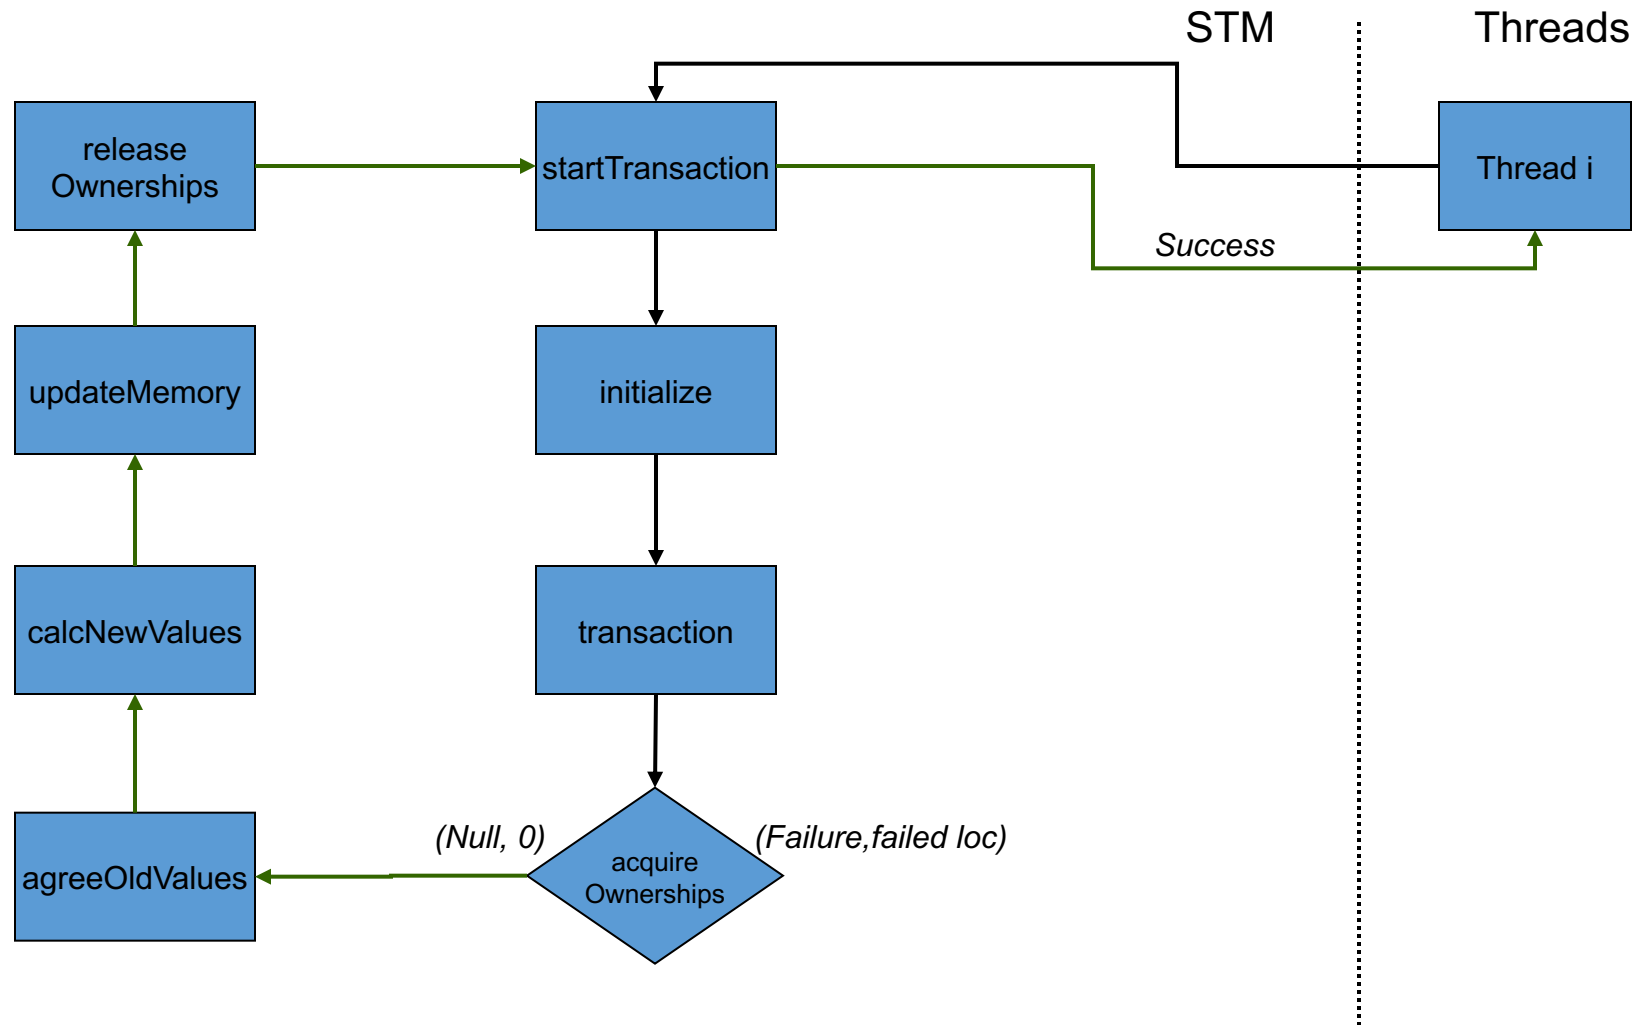 STM
Threads
release
Ownerships
startTransaction
Thread i
Success
updateMemory
initialize
calcNewValues
transaction
(Null, 0)
(Failure,failed loc)
agreeOldValues
acquire
Ownerships